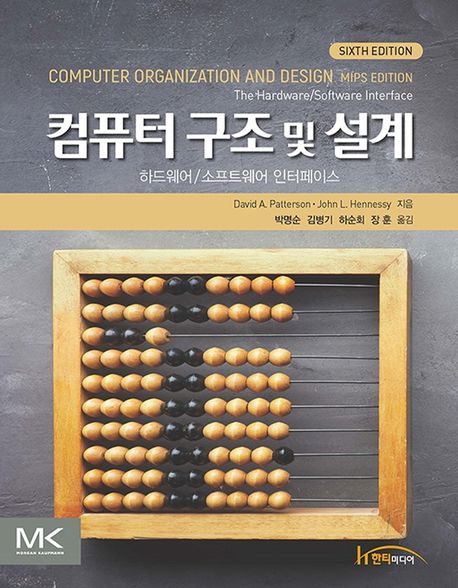 SIXTH EDITION
COMPUTER ORGANIZATION AND DESIGN MIPS EDITION
The Hardware/Software Interface
컴퓨터 구조 및 설계
하드웨어/소프트웨어 인터페이스
David A. Patterson · John L. Hennessy 지음
박명순 김병기 하순회 장 훈 옮김
MK
MORGAN KAUFMANN
한티미디어